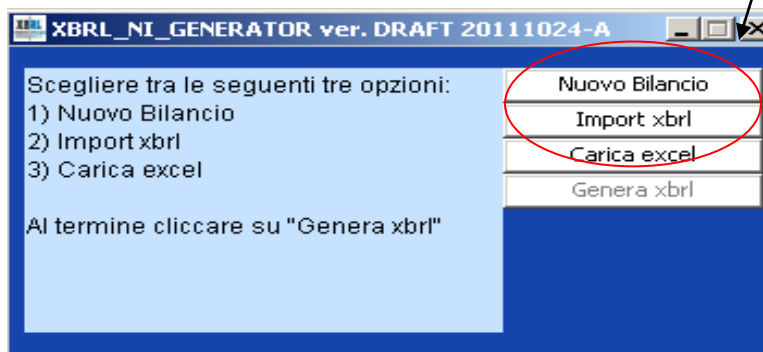 XBRL_NI_GENERATOR ver. DRAFT 20111024-A
Scegliere tra le seguenti tre opzioni:
1) Nuovo Bilancio
2) Import xbrl
3) Carica excel
Al termine cliccare su "Genera xbrl"
Nuovo Bilancio
Import xbrl
Carica excel
Genera xbrl